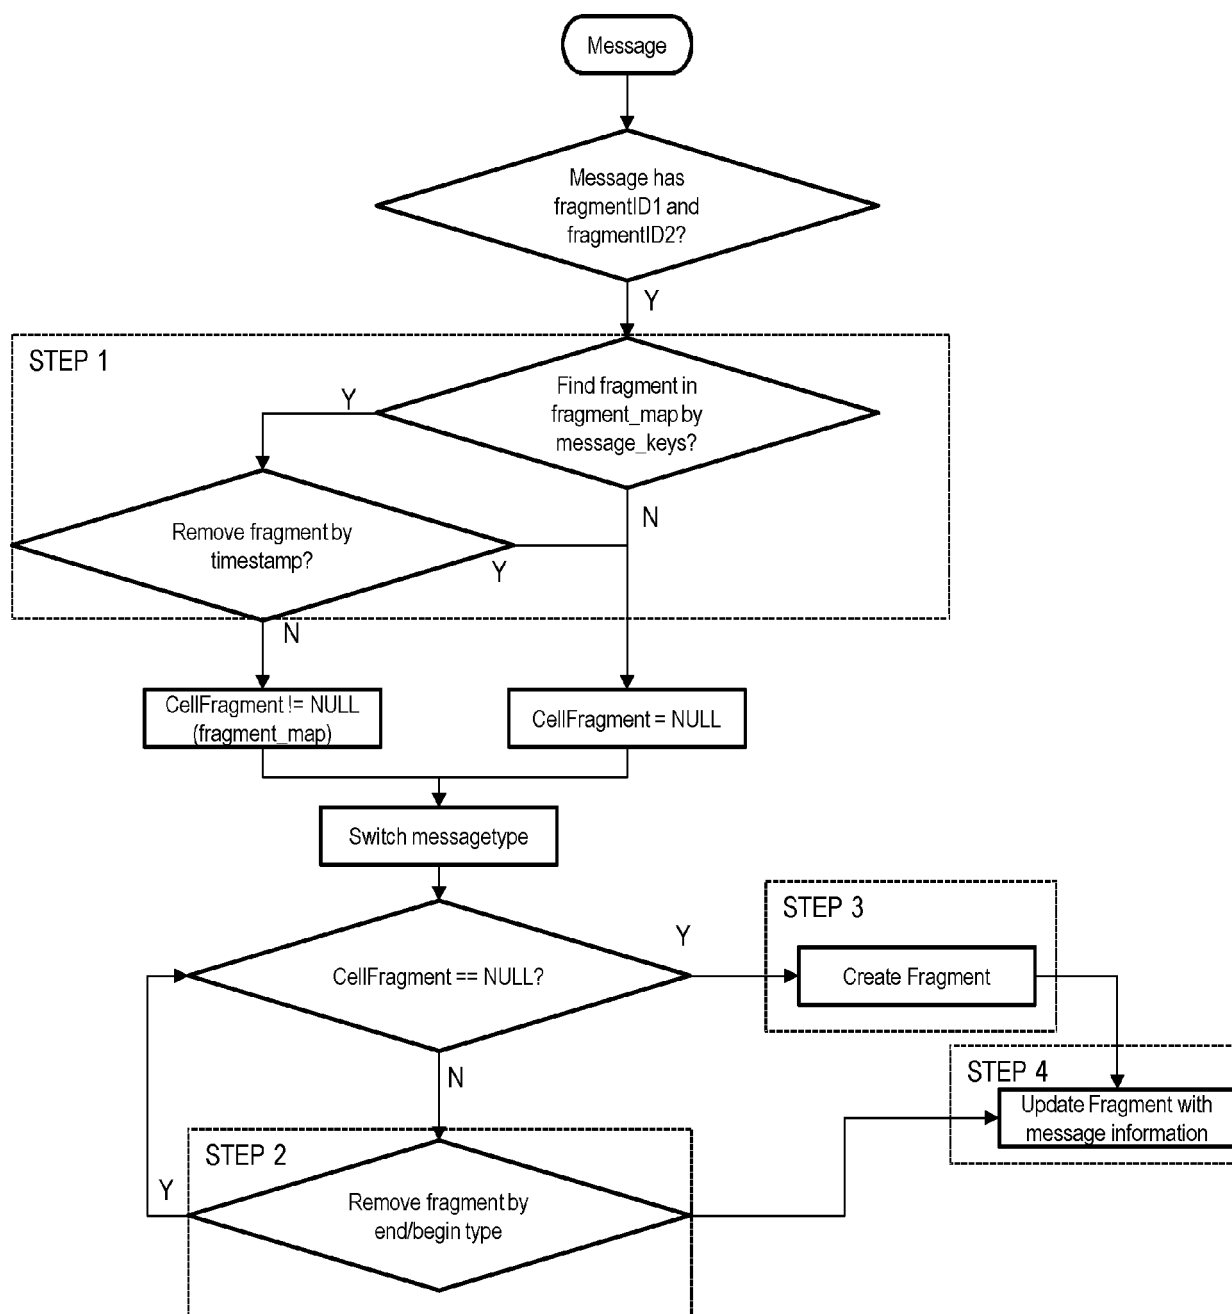 Message
Message has
fragmentID1 and
fragmentID2?
Y
STEP 1
Find fragment in
fragment_map by
message_keys?
Y
N
Remove fragment by
timestamp?
Y
N
CellFragment != NULL
(fragment_map)
CellFragment = NULL
Switch messagetype
CellFragment == NULL?
Y
STEP 3
Create Fragment
N
STEP 4
Update Fragment with
message information
STEP 2
Y
Remove fragment by
end/begin type